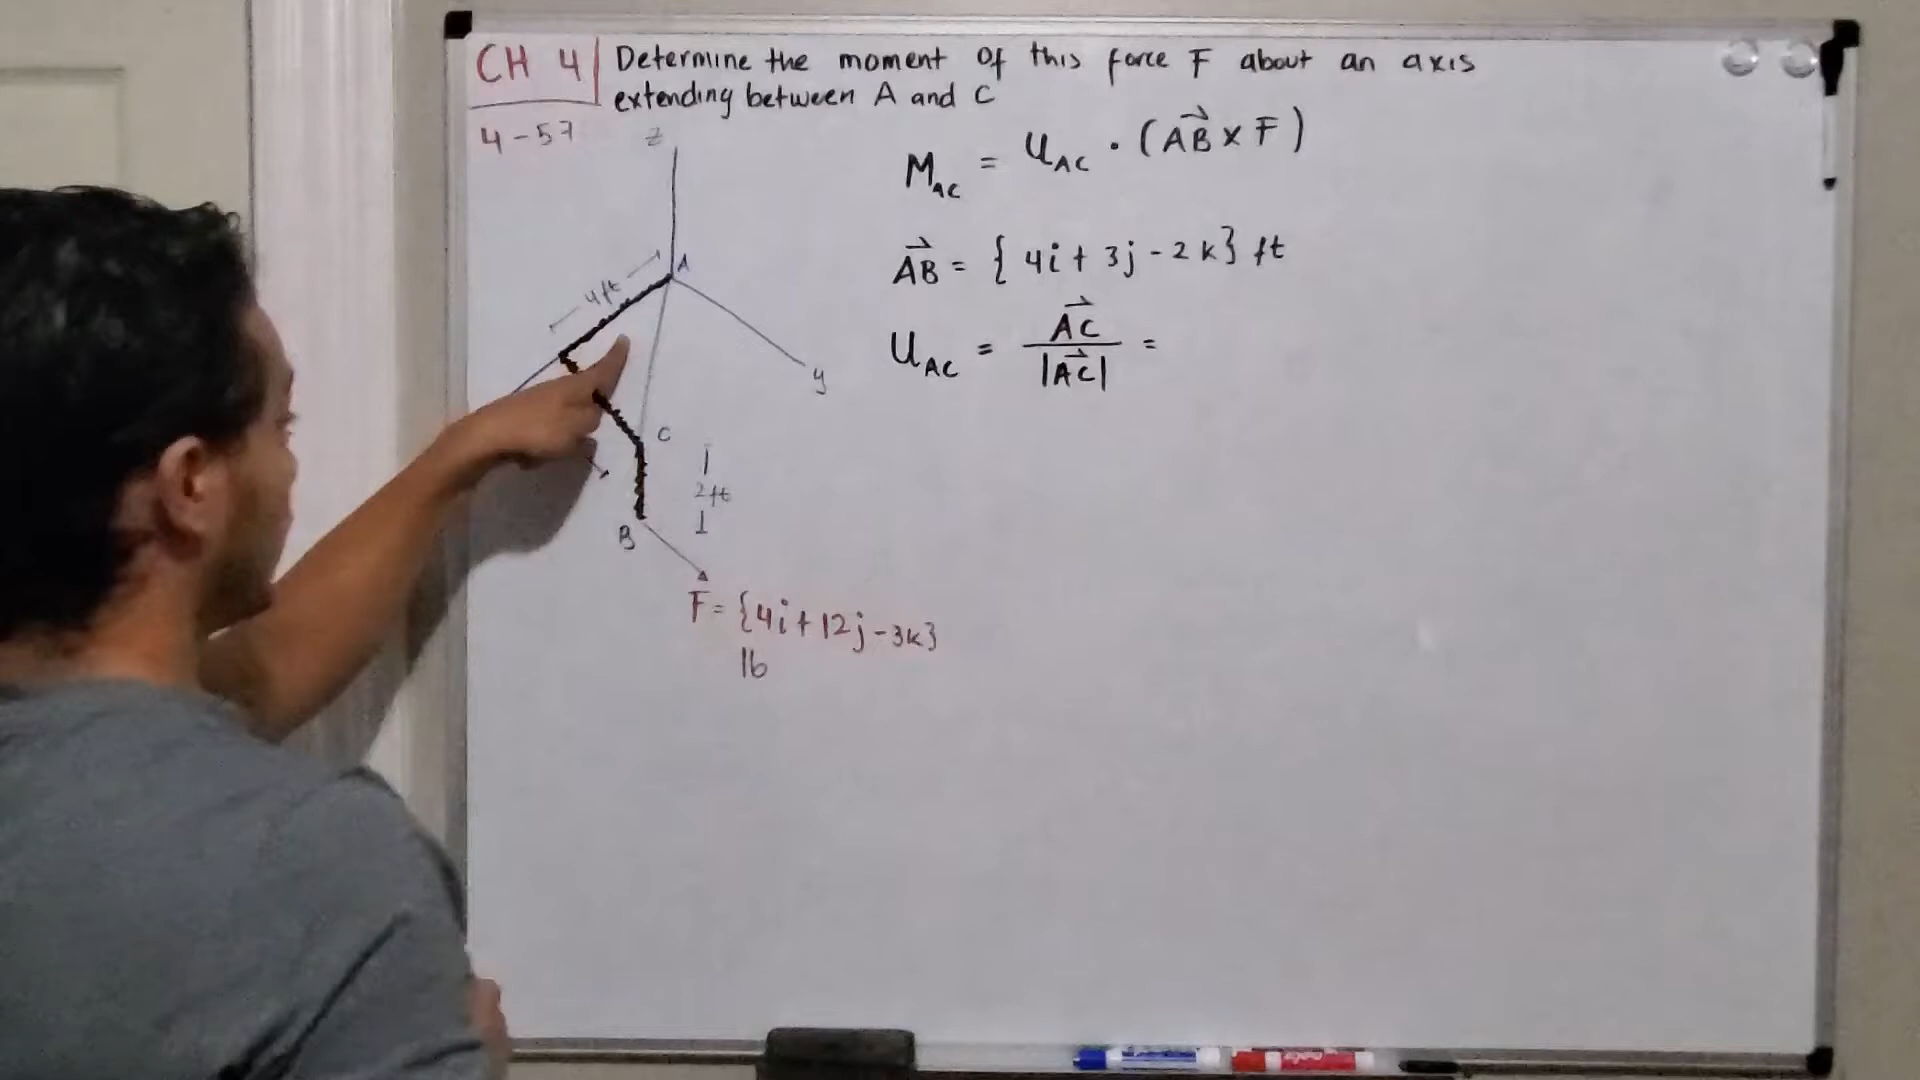 CH 4
Determine the moment of this force F about an axis
extending between A and C
4-57
z
M_AC = U_AC · (AB⃗ × F)
AB⃗ = { 4i + 3j - 2k} ft
A
4ft
U_AC = AC⃗ / |AC⃗| =
y
C
2ft
B
F = {4i + 12j - 3k}
lb